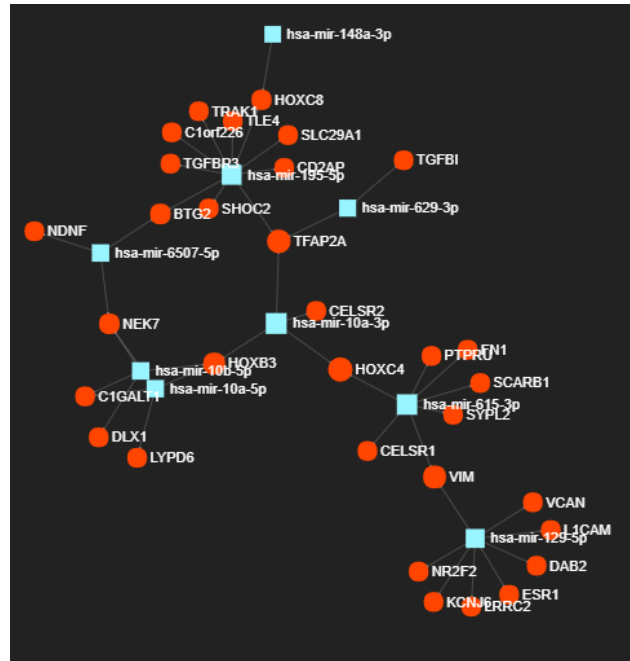 hsa-mir-148a-3p
HOXC8
TRAK1
TLE4
C1orf226
SLC29A1
TGFBR3
CD2AP
TGFBI
hsa-mir-195-5p
SHOC2
BTG2
hsa-mir-629-3p
NDNF
TFAP2A
hsa-mir-6507-5p
CELSR2
NEK7
hsa-mir-10a-3p
FN1
PTPRU
HOXB3
HOXC4
hsa-mir-10b-5p
SCARB1
hsa-mir-10a-5p
C1GALT1
hsa-mir-615-3p
SYPL2
DLX1
CELSR1
LYPD6
VIM
VCAN
L1CAM
hsa-mir-129-5p
DAB2
NR2F2
ESR1
KCNJ6
LRRC2